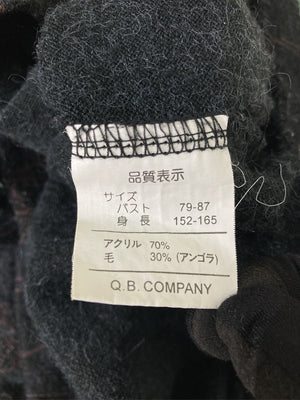 品質表示
サイズ
バスト 79-87
身 長 152-165
アクリル 70%
毛 30% (アンゴラ)
Q.B. COMPANY